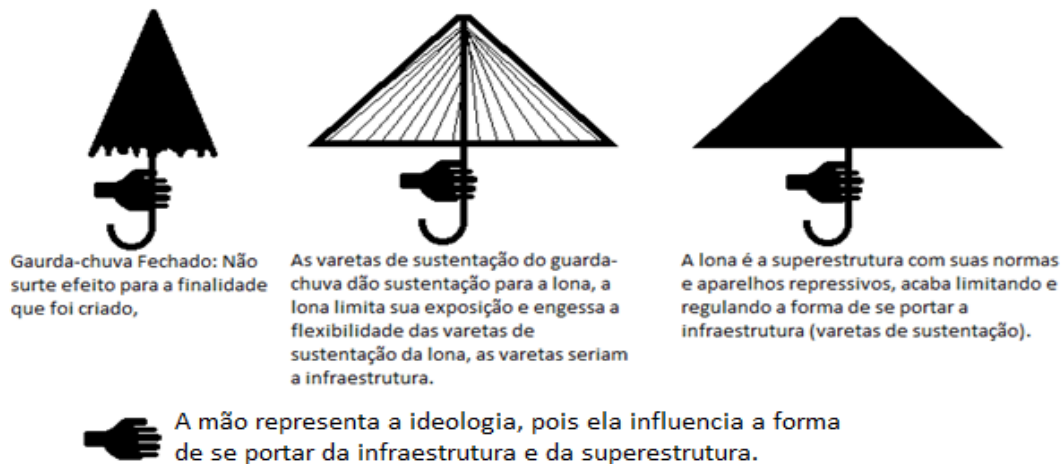 Gaurda-chuva Fechado: Não
surte efeito para a finalidade
que foi criado,
As varetas de sustentação do guarda-
chuva dão sustentação para a lona, a
lona limita sua exposição e engessa a
flexibilidade das varetas de
sustentação da lona, as varetas seriam
a infraestrutura.
A lona é a superestrutura com suas normas
e aparelhos repressivos, acaba limitando e
regulando a forma de se portar a
infraestrutura (varetas de sustentação).
A mão representa a ideologia, pois ela influencia a forma
de se portar da infraestrutura e da superestrutura.